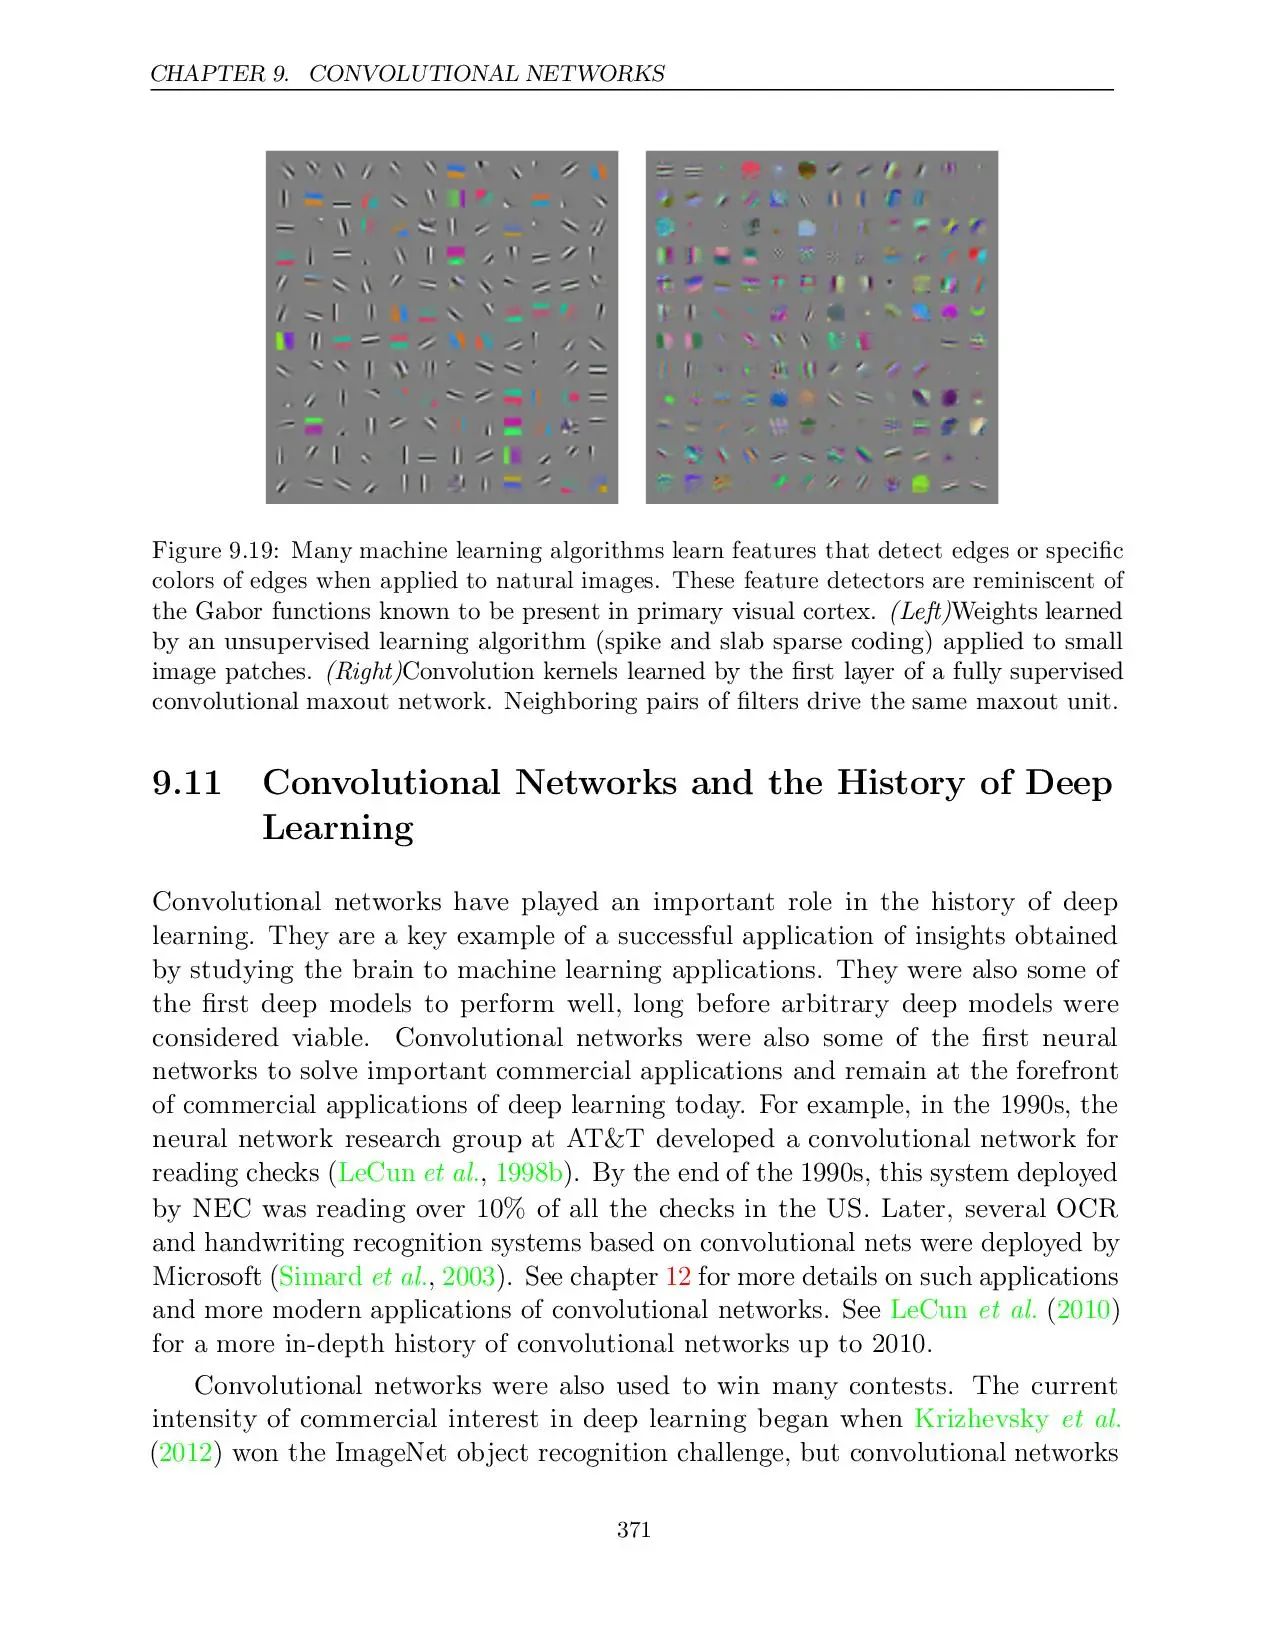 CHAPTER 9. CONVOLUTIONAL NETWORKS
Figure 9.19: Many machine learning algorithms learn features that detect edges or specific
colors of edges when applied to natural images. These feature detectors are reminiscent of
the Gabor functions known to be present in primary visual cortex. (Left)Weights learned
by an unsupervised learning algorithm (spike and slab sparse coding) applied to small
image patches. (Right)Convolution kernels learned by the first layer of a fully supervised
convolutional maxout network. Neighboring pairs of filters drive the same maxout unit.
9.11 Convolutional Networks and the History of Deep
Learning
Convolutional networks have played an important role in the history of deep
learning. They are a key example of a successful application of insights obtained
by studying the brain to machine learning applications. They were also some of
the first deep models to perform well, long before arbitrary deep models were
considered viable. Convolutional networks were also some of the first neural
networks to solve important commercial applications and remain at the forefront
of commercial applications of deep learning today. For example, in the 1990s, the
neural network research group at AT&T developed a convolutional network for
reading checks (LeCun et al., 1998b). By the end of the 1990s, this system deployed
by NEC was reading over 10% of all the checks in the US. Later, several OCR
and handwriting recognition systems based on convolutional nets were deployed by
Microsoft (Simard et al., 2003). See chapter 12 for more details on such applications
and more modern applications of convolutional networks. See LeCun et al. (2010)
for a more in-depth history of convolutional networks up to 2010.
Convolutional networks were also used to win many contests. The current
intensity of commercial interest in deep learning began when Krizhevsky et al.
(2012) won the ImageNet object recognition challenge, but convolutional networks
371